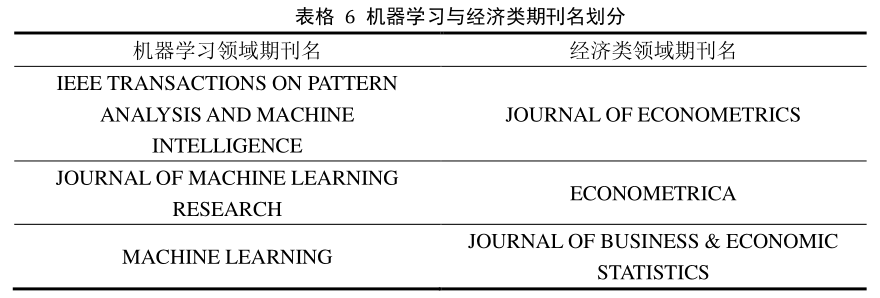 表格 6 机器学习与经济类期刊名划分
机器学习领域期刊名 经济类领域期刊名
IEEE TRANSACTIONS ON PATTERN
ANALYSIS AND MACHINE
INTELLIGENCE
JOURNAL OF ECONOMETRICS
JOURNAL OF MACHINE LEARNING
RESEARCH
ECONOMETRICA
MACHINE LEARNING
JOURNAL OF BUSINESS & ECONOMIC
STATISTICS